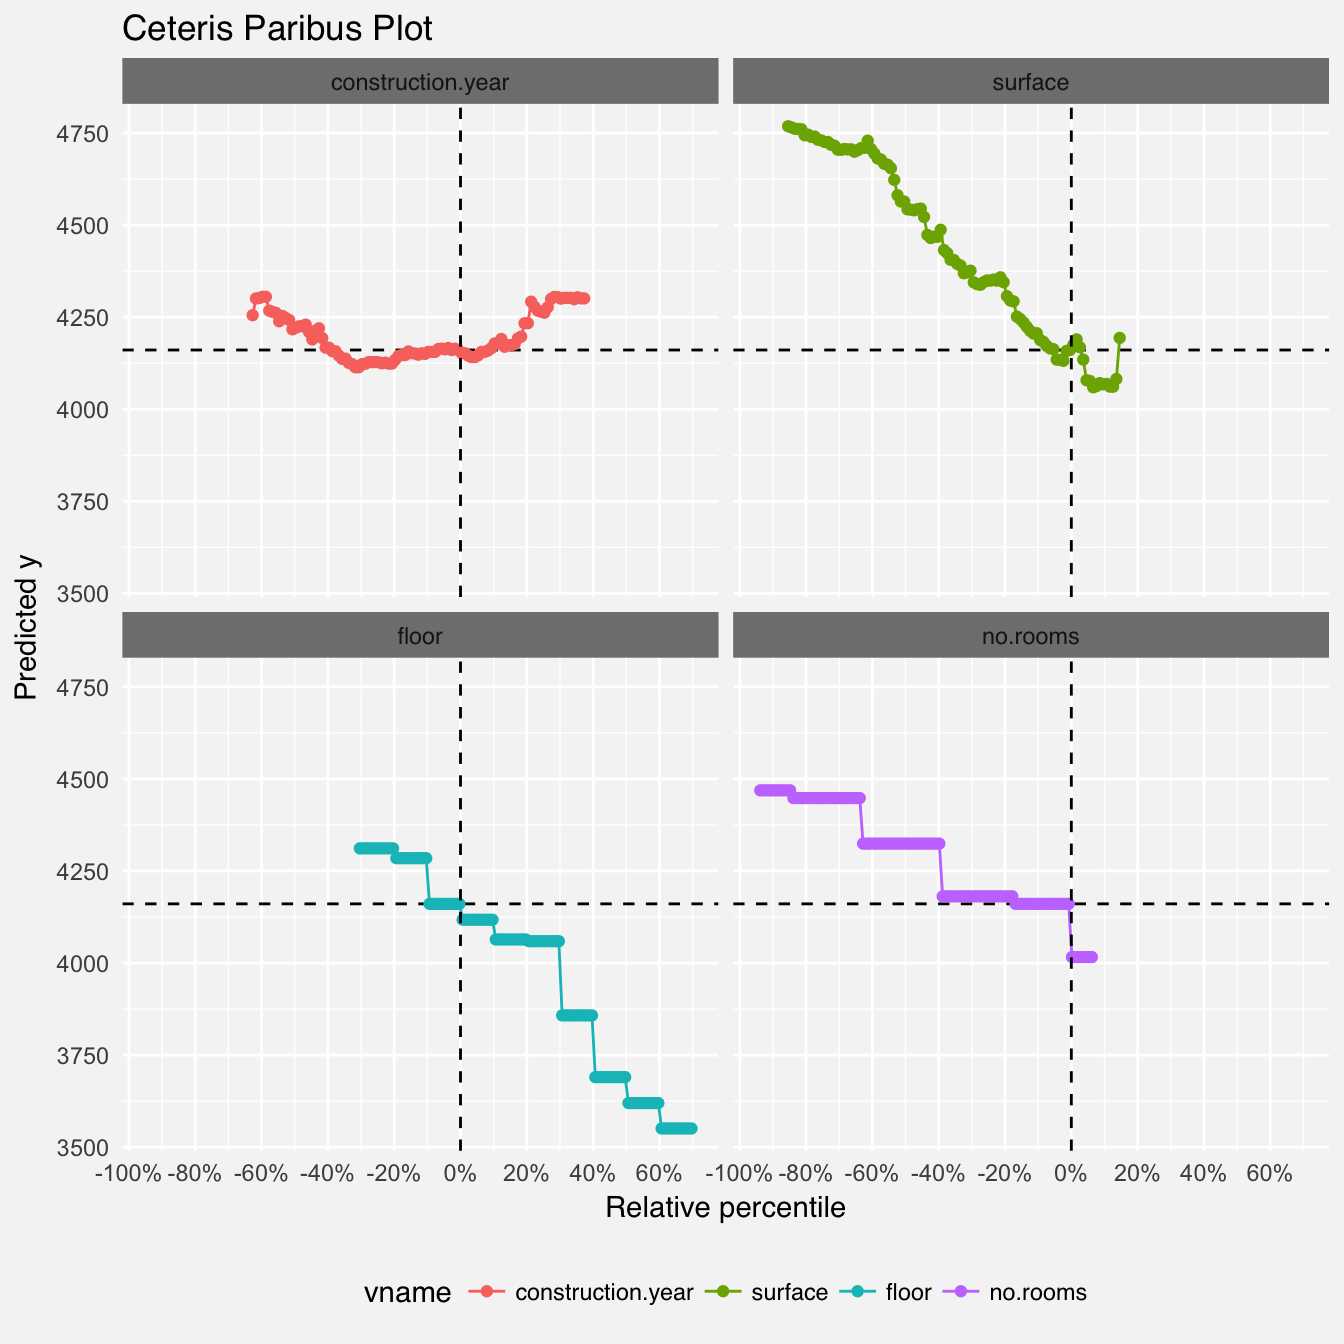 Ceteris Paribus Plot
construction.year surface
4750
4500
4250
4000
3750
3500
floor no.rooms
4750
4500
4250
4000
3750
3500
Predicted y
-100% -80% -60% -40% -20% 0% 20% 40% 60% -100% -80% -60% -40% -20% 0% 20% 40% 60%
Relative percentile
vname construction.year surface floor no.rooms